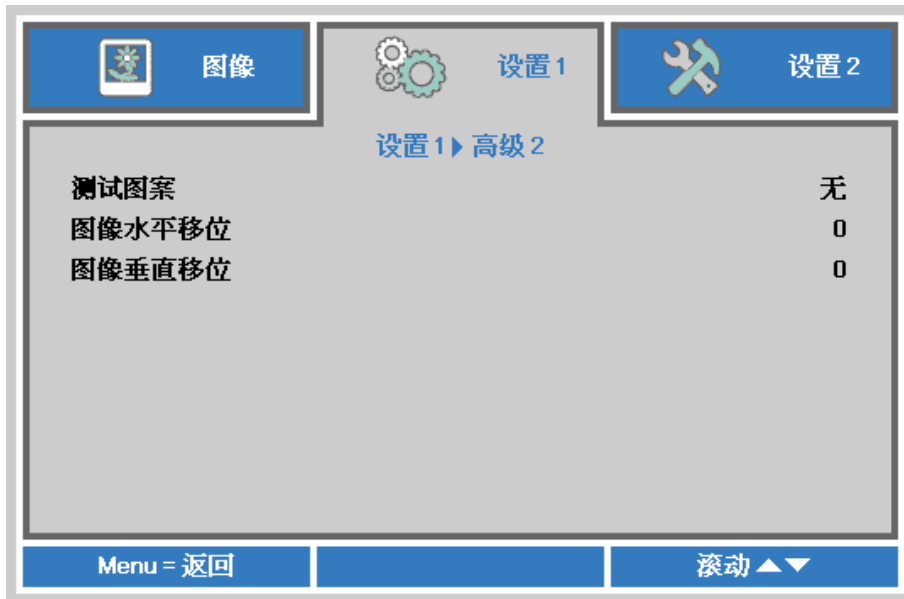 图像 设置1 设置2
设置1▶高级2
测试图案 无
图像水平移位 0
图像垂直移位 0
Menu = 返回 滚动▲▼